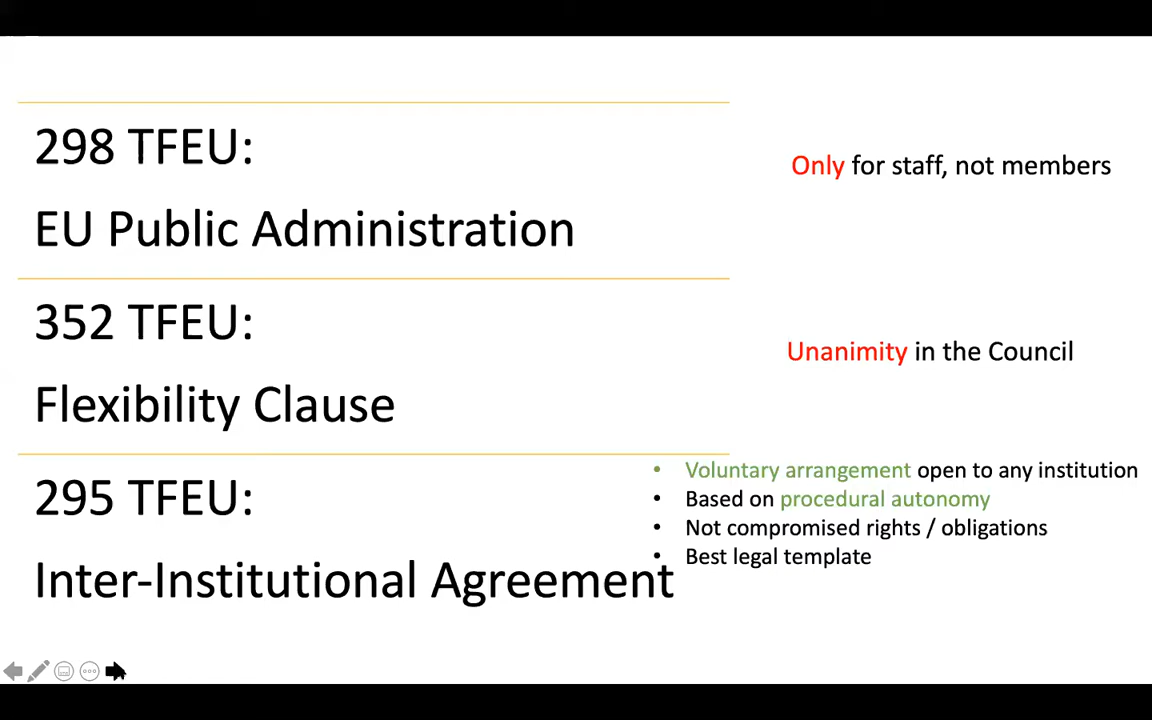 298 TFEU:
EU Public Administration
Only for staff, not members
352 TFEU:
Flexibility Clause
Unanimity in the Council
295 TFEU:
Inter-Institutional Agreement
• Voluntary arrangement open to any institution
• Based on procedural autonomy
• Not compromised rights / obligations
• Best legal template